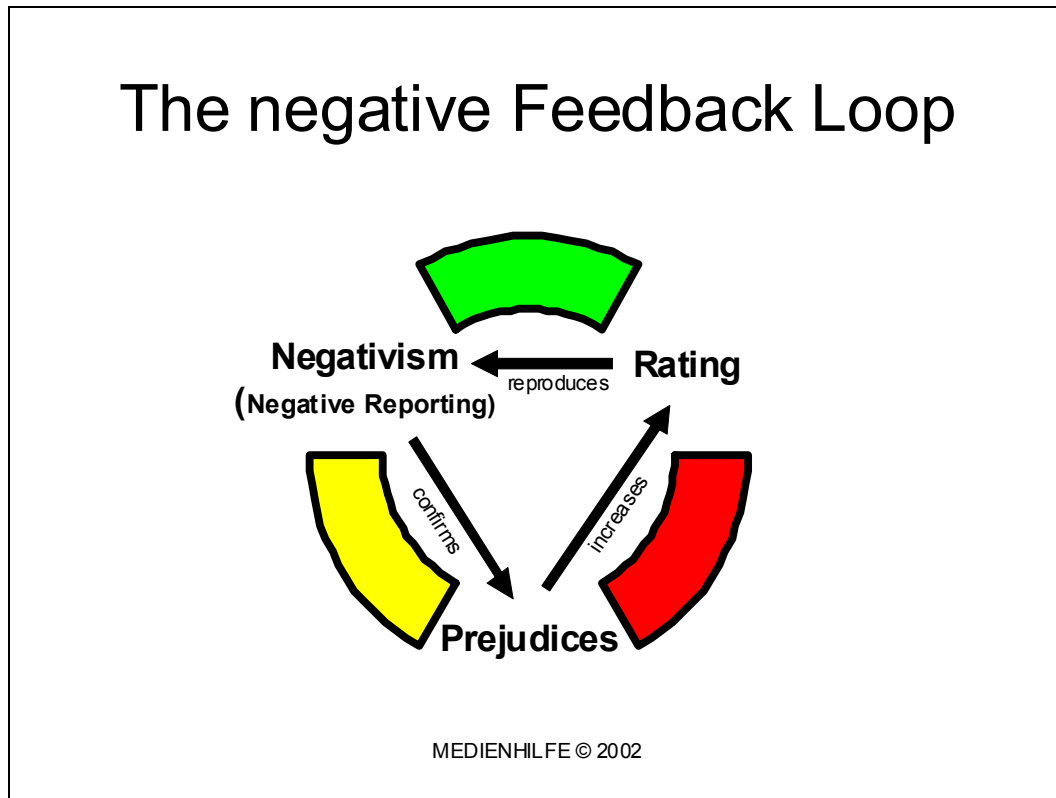 The negative Feedback Loop
Negativism
reproduces
Rating
(Negative Reporting)
confirms
increases
Prejudices
MEDIENHILFE © 2002